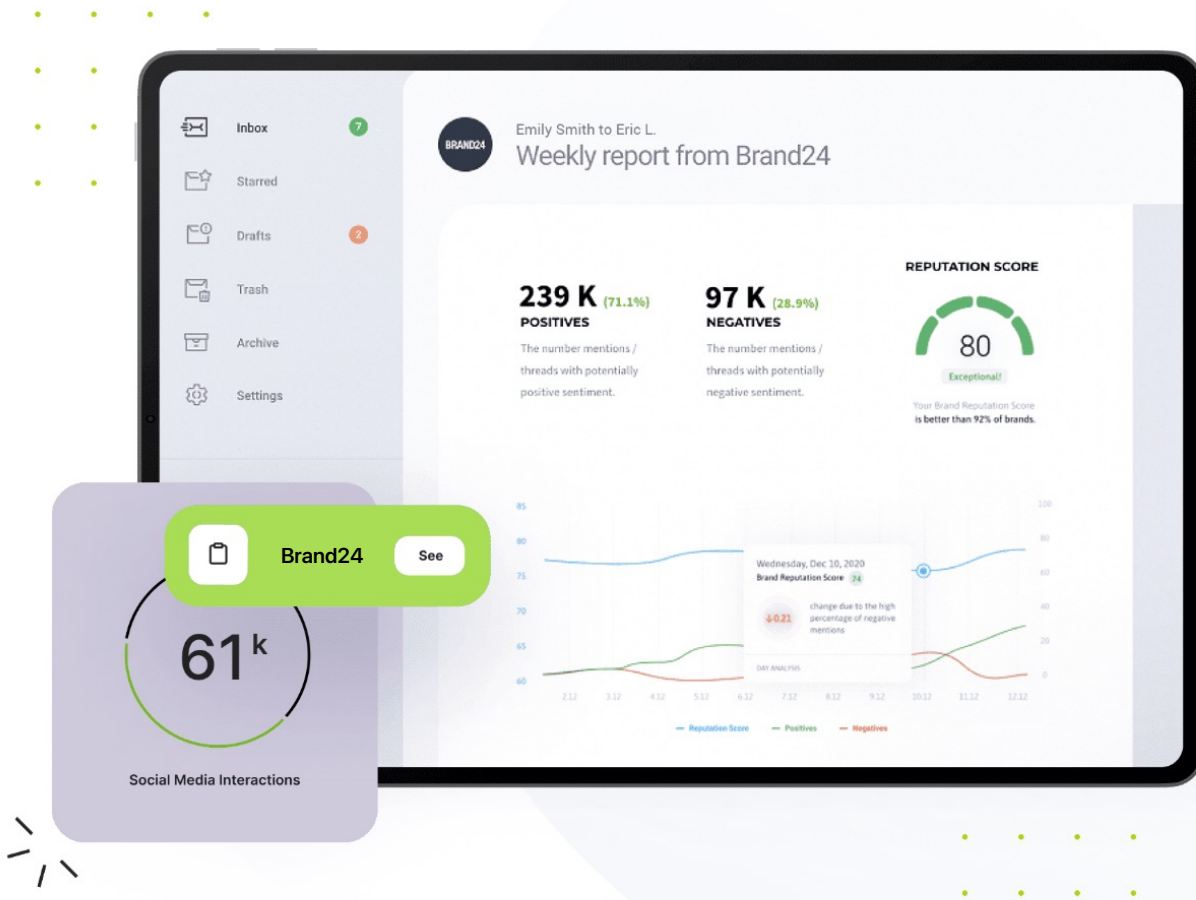 Inbox
7
Starred
Drafts
2
Trash
Archive
Settings
BRAND24
Emily Smith to Eric L.
Weekly report from Brand24
239 K (71.1%)
POSITIVES
The number mentions /
threads with potentially
positive sentiment.
97 K (28.9%)
NEGATIVES
The number mentions /
threads with potentially
negative sentiment.
REPUTATION SCORE
80
Exceptional!
Your Brand Reputation Score
is better than 92% of brands.
Brand24
See
61k
Social Media Interactions
85
80
75
70
65
60
100
80
60
40
20
0
Wednesday, Dec 10, 2020
Brand Reputation Score 74
↓0.21
change due to the high
percentage of negative
mentions
DAY ANALYSIS
2.12 3.12 4.12 5.12 6.12 7.12 8.12 9.12 10.12 11.12 12.12
Reputation Score Positives Negatives